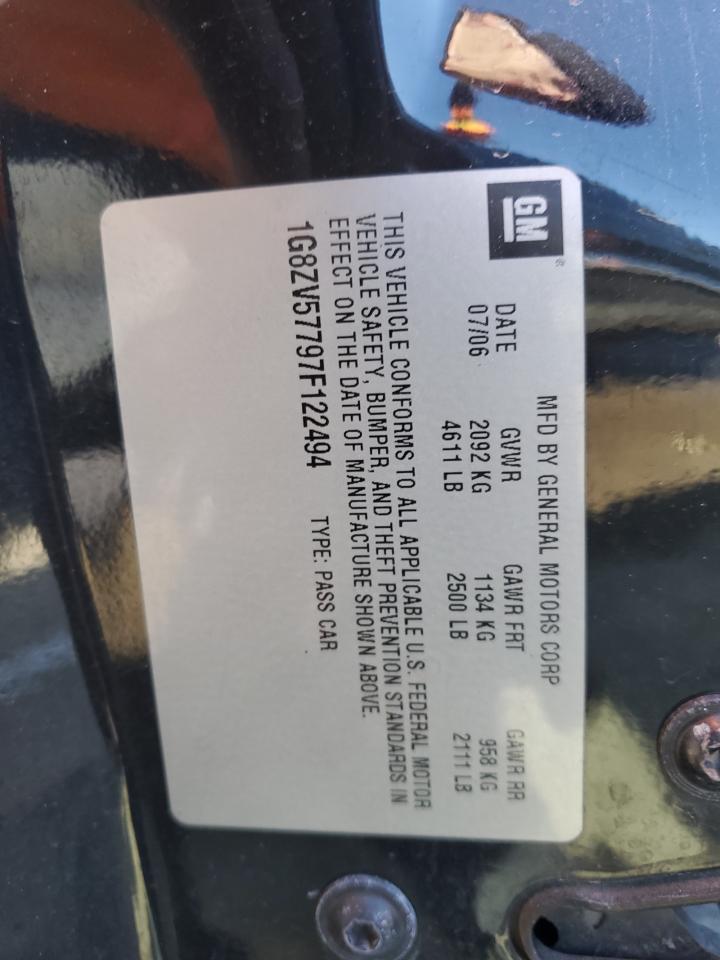 GM
MFD BY GENERAL MOTORS CORP
DATE GVWR GAWR FRT GAWR RR
07/06 2092 KG 1134 KG 958 KG
4611 LB 2500 LB 2111 LB
THIS VEHICLE CONFORMS TO ALL APPLICABLE U.S. FEDERAL MOTOR
VEHICLE SAFETY, BUMPER, AND THEFT PREVENTION STANDARDS IN
EFFECT ON THE DATE OF MANUFACTURE SHOWN ABOVE.
1G8ZV57797F122494 TYPE: PASS CAR